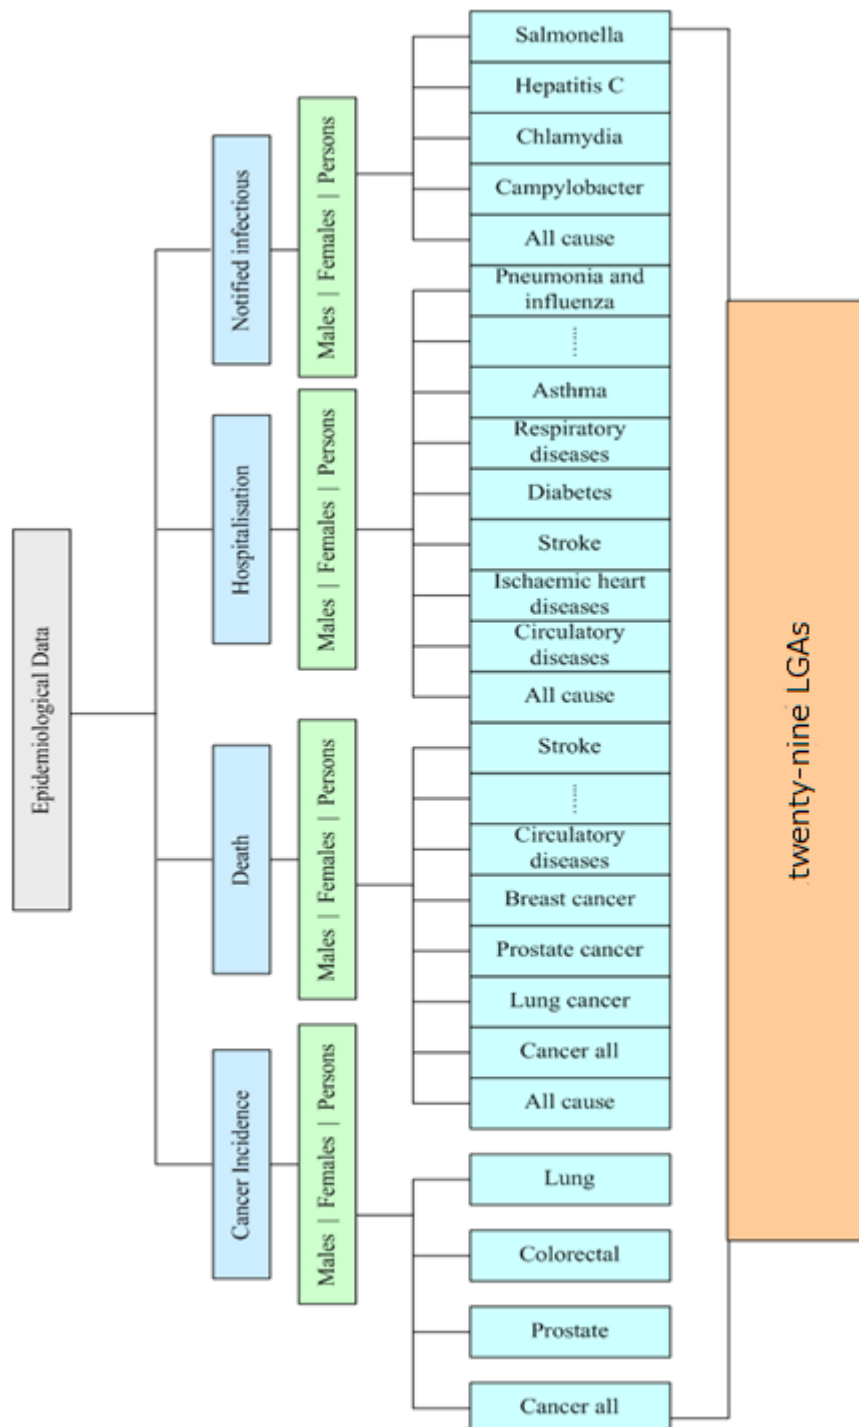 Epidemiological Data
Notified infectious
Males | Females | Persons
Salmonella
Hepatitis C
Chlamydia
Campylobacter
All cause
Hospitalisation
Males | Females | Persons
Pneumonia and
influenza
......
Asthma
Respiratory
diseases
Diabetes
Stroke
Ischaemic heart
diseases
Circulatory
diseases
All cause
Death
Males | Females | Persons
Stroke
......
Circulatory
diseases
Breast cancer
Prostate cancer
Lung cancer
Cancer all
All cause
Cancer Incidence
Males | Females | Persons
Lung
Colorectal
Prostate
Cancer all
twenty-nine LGAs